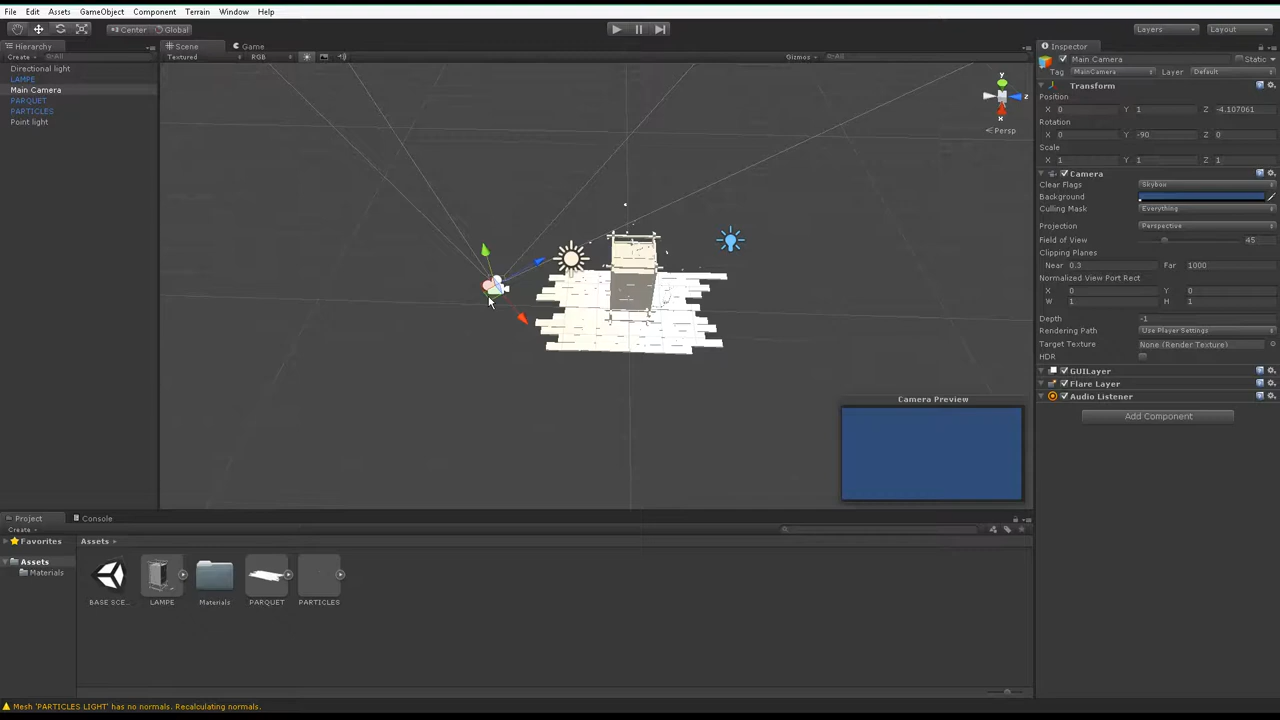 File Edit Assets GameObject Component Terrain Window Help
Center Global Layers Layout
Hierarchy Scene Game Inspector
Create All Textured RGB Gizmos All Main Camera Static
Directional light Tag MainCamera Layer Default
LAMPE Transform
Main Camera Position
PARQUET X 0 Y 1 Z -4.107061
PARTICLES Rotation
Point light X 0 Y -90 Z 0
y z x
Persp
Scale
X 1 Y 1 Z 1
Camera
Clear Flags Skybox
Background
Culling Mask Everything
Projection Perspective
Field of View 45
Clipping Planes
Near 0.3 Far 1000
Normalized View Port Rect
X 0 Y 0
W 1 H 1
Depth -1
Rendering Path Use Player Settings
Target Texture None (Render Texture)
HDR
GUILayer
Flare Layer
Audio Listener
Camera Preview
Add Component
Project Console
Create
Favorites Assets
Assets
Materials
BASE SCE... LAMPE Materials PARQUET PARTICLES
Mesh 'PARTICLES LIGHT' has no normals. Recalculating normals.